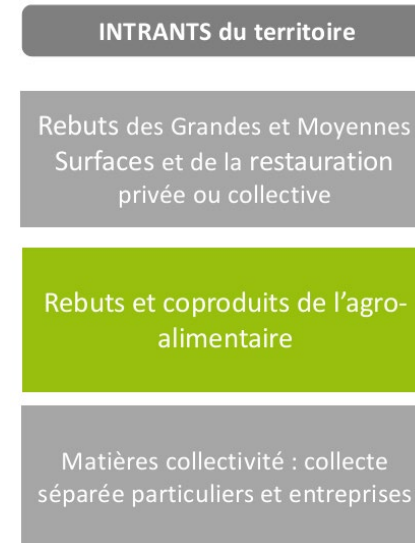 INTRANTS du territoire
Rebuts des Grandes et Moyennes
Surfaces et de la restauration
privée ou collective
Rebuts et coproduits de l’agro-
alimentaire
Matières collectivité : collecte
séparée particuliers et entreprises